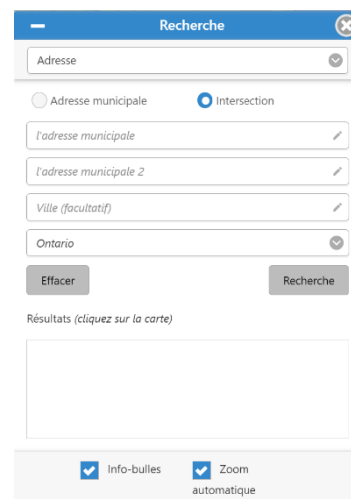 Recherche
Adresse
Adresse municipale Intersection
l'adresse municipale
l'adresse municipale 2
Ville (facultatif)
Ontario
Effacer Recherche
Résultats (cliquez sur la carte)
Info-bulles Zoom
automatique